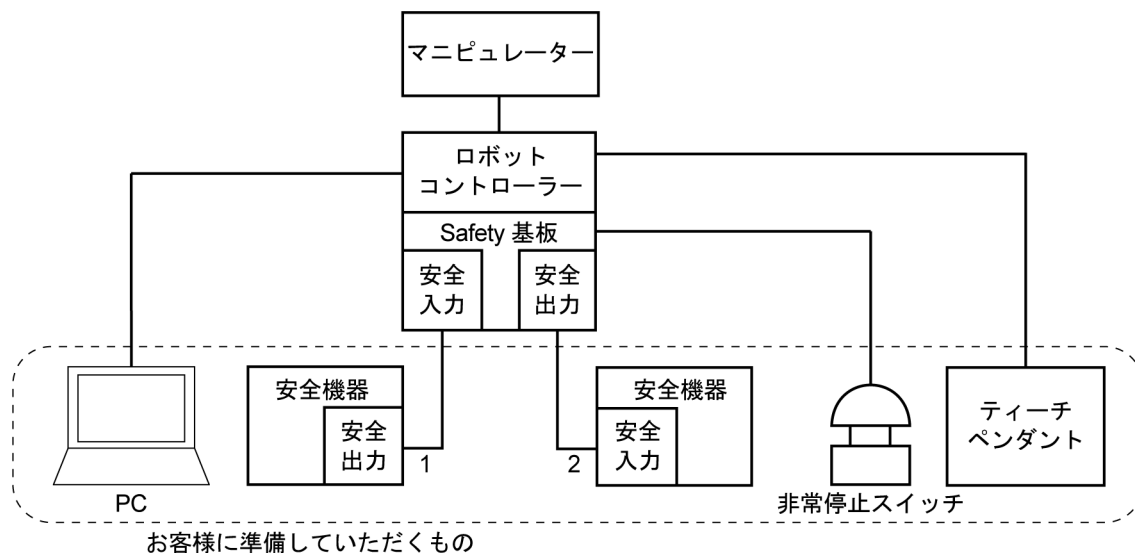 マニピュレーター
ロボット
コントローラー
Safety 基板
安全
入力
安全
出力
安全機器
安全
出力
1
2
安全機器
安全
入力
ティーチ
ペンダント
PC
非常停止スイッチ
お客様に準備していただくもの